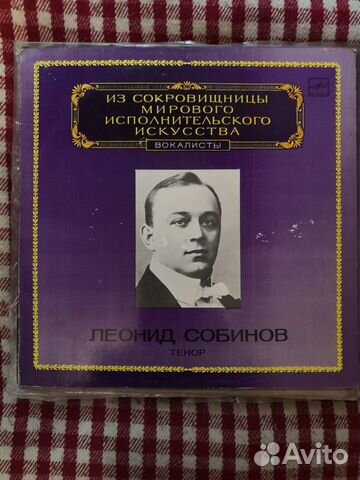 ИЗ СОКРОВИЩНИЦЫ
МИРОВОГО
ИСПОЛНИТЕЛЬСКОГО
ИСКУССТВА
ВОКАЛИСТЫ
ЛЕОНИД СОБИНОВ
ТЕНОР
Avito